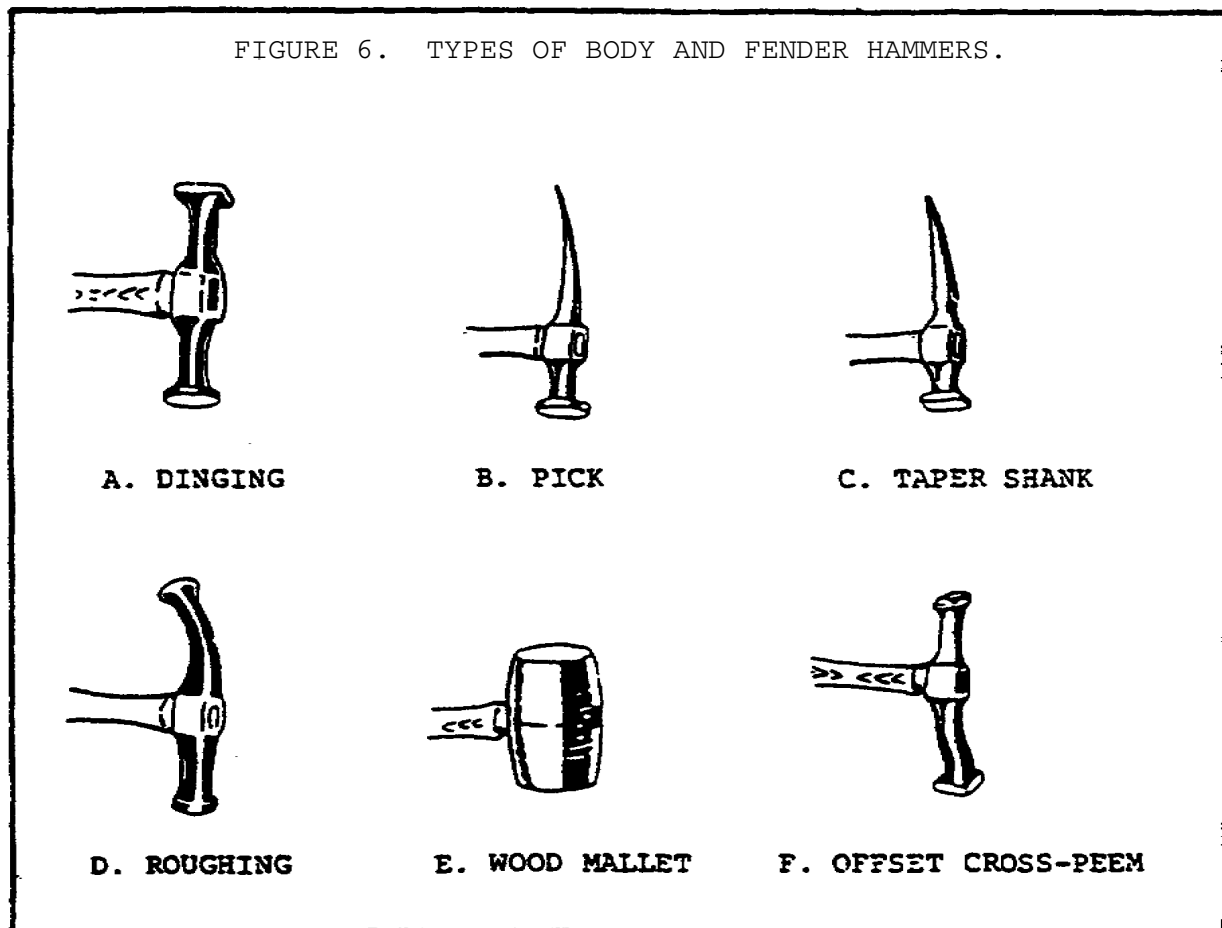 FIGURE 6. TYPES OF BODY AND FENDER HAMMERS.
A. DINGING
B. PICK
C. TAPER SHANK
D. ROUGHING
E. WOOD MALLET
F. OFFSET CROSS-PEEM